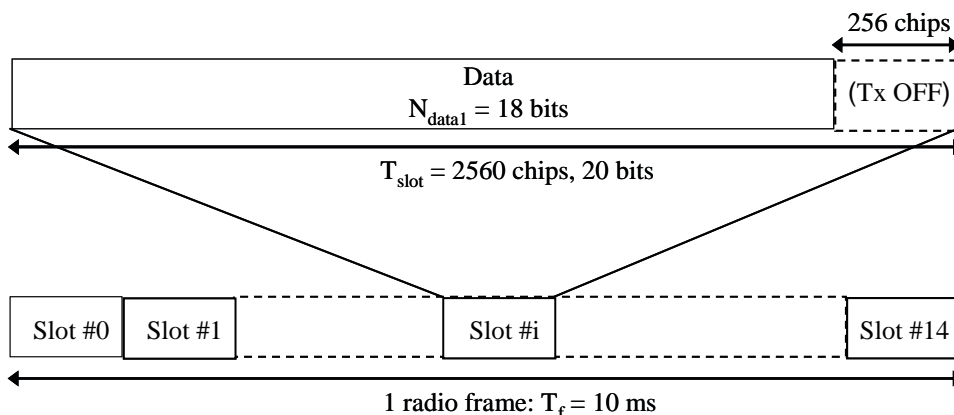 256 chips
Data
(Tx OFF)
N_data1 = 18 bits
T_slot = 2560 chips, 20 bits
Slot #0 Slot #1 Slot #i Slot #14
1 radio frame: T_f = 10 ms